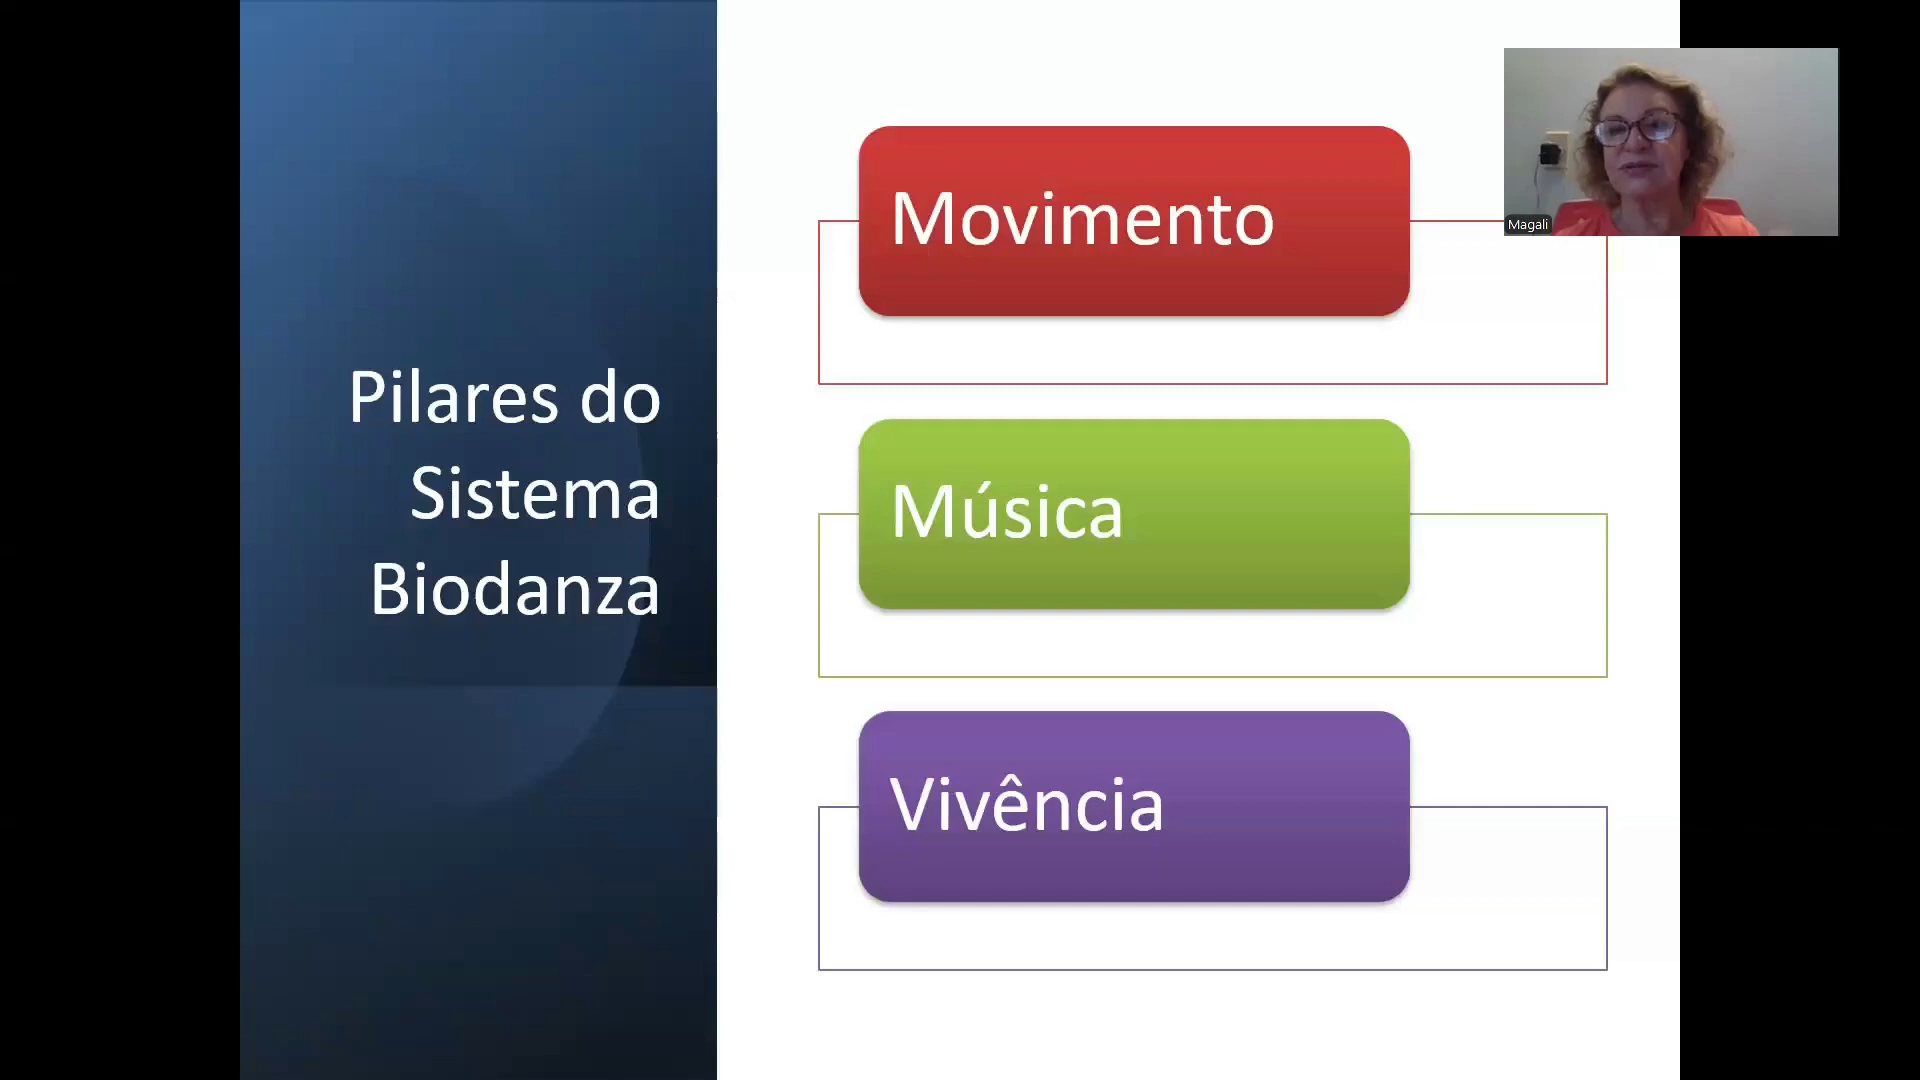 Pilares do
Sistema
Biodanza
Movimento
Música
Vivência
Magali